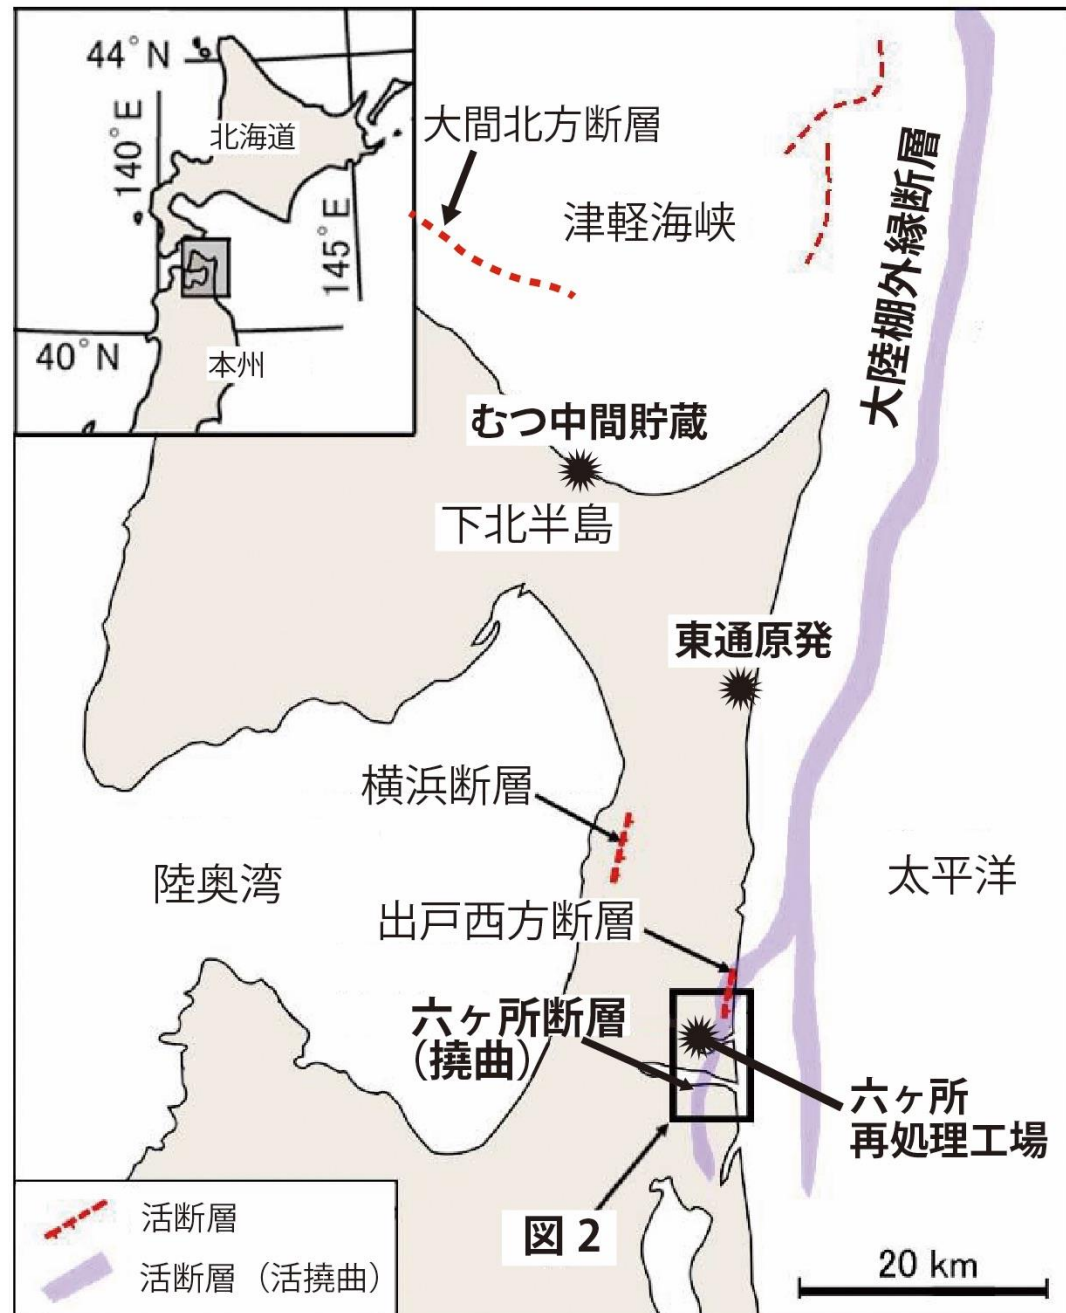 44°N
140°E
北海道
145°E
40°N
本州
大間北方断層
津軽海峡
大陸棚外縁断層
むつ中間貯蔵
下北半島
東通原発
横浜断層
陸奥湾
太平洋
出戸西方断層
六ヶ所断層
（撓曲）
六ヶ所
再処理工場
図 2
活断層
活断層（活撓曲）
20 km